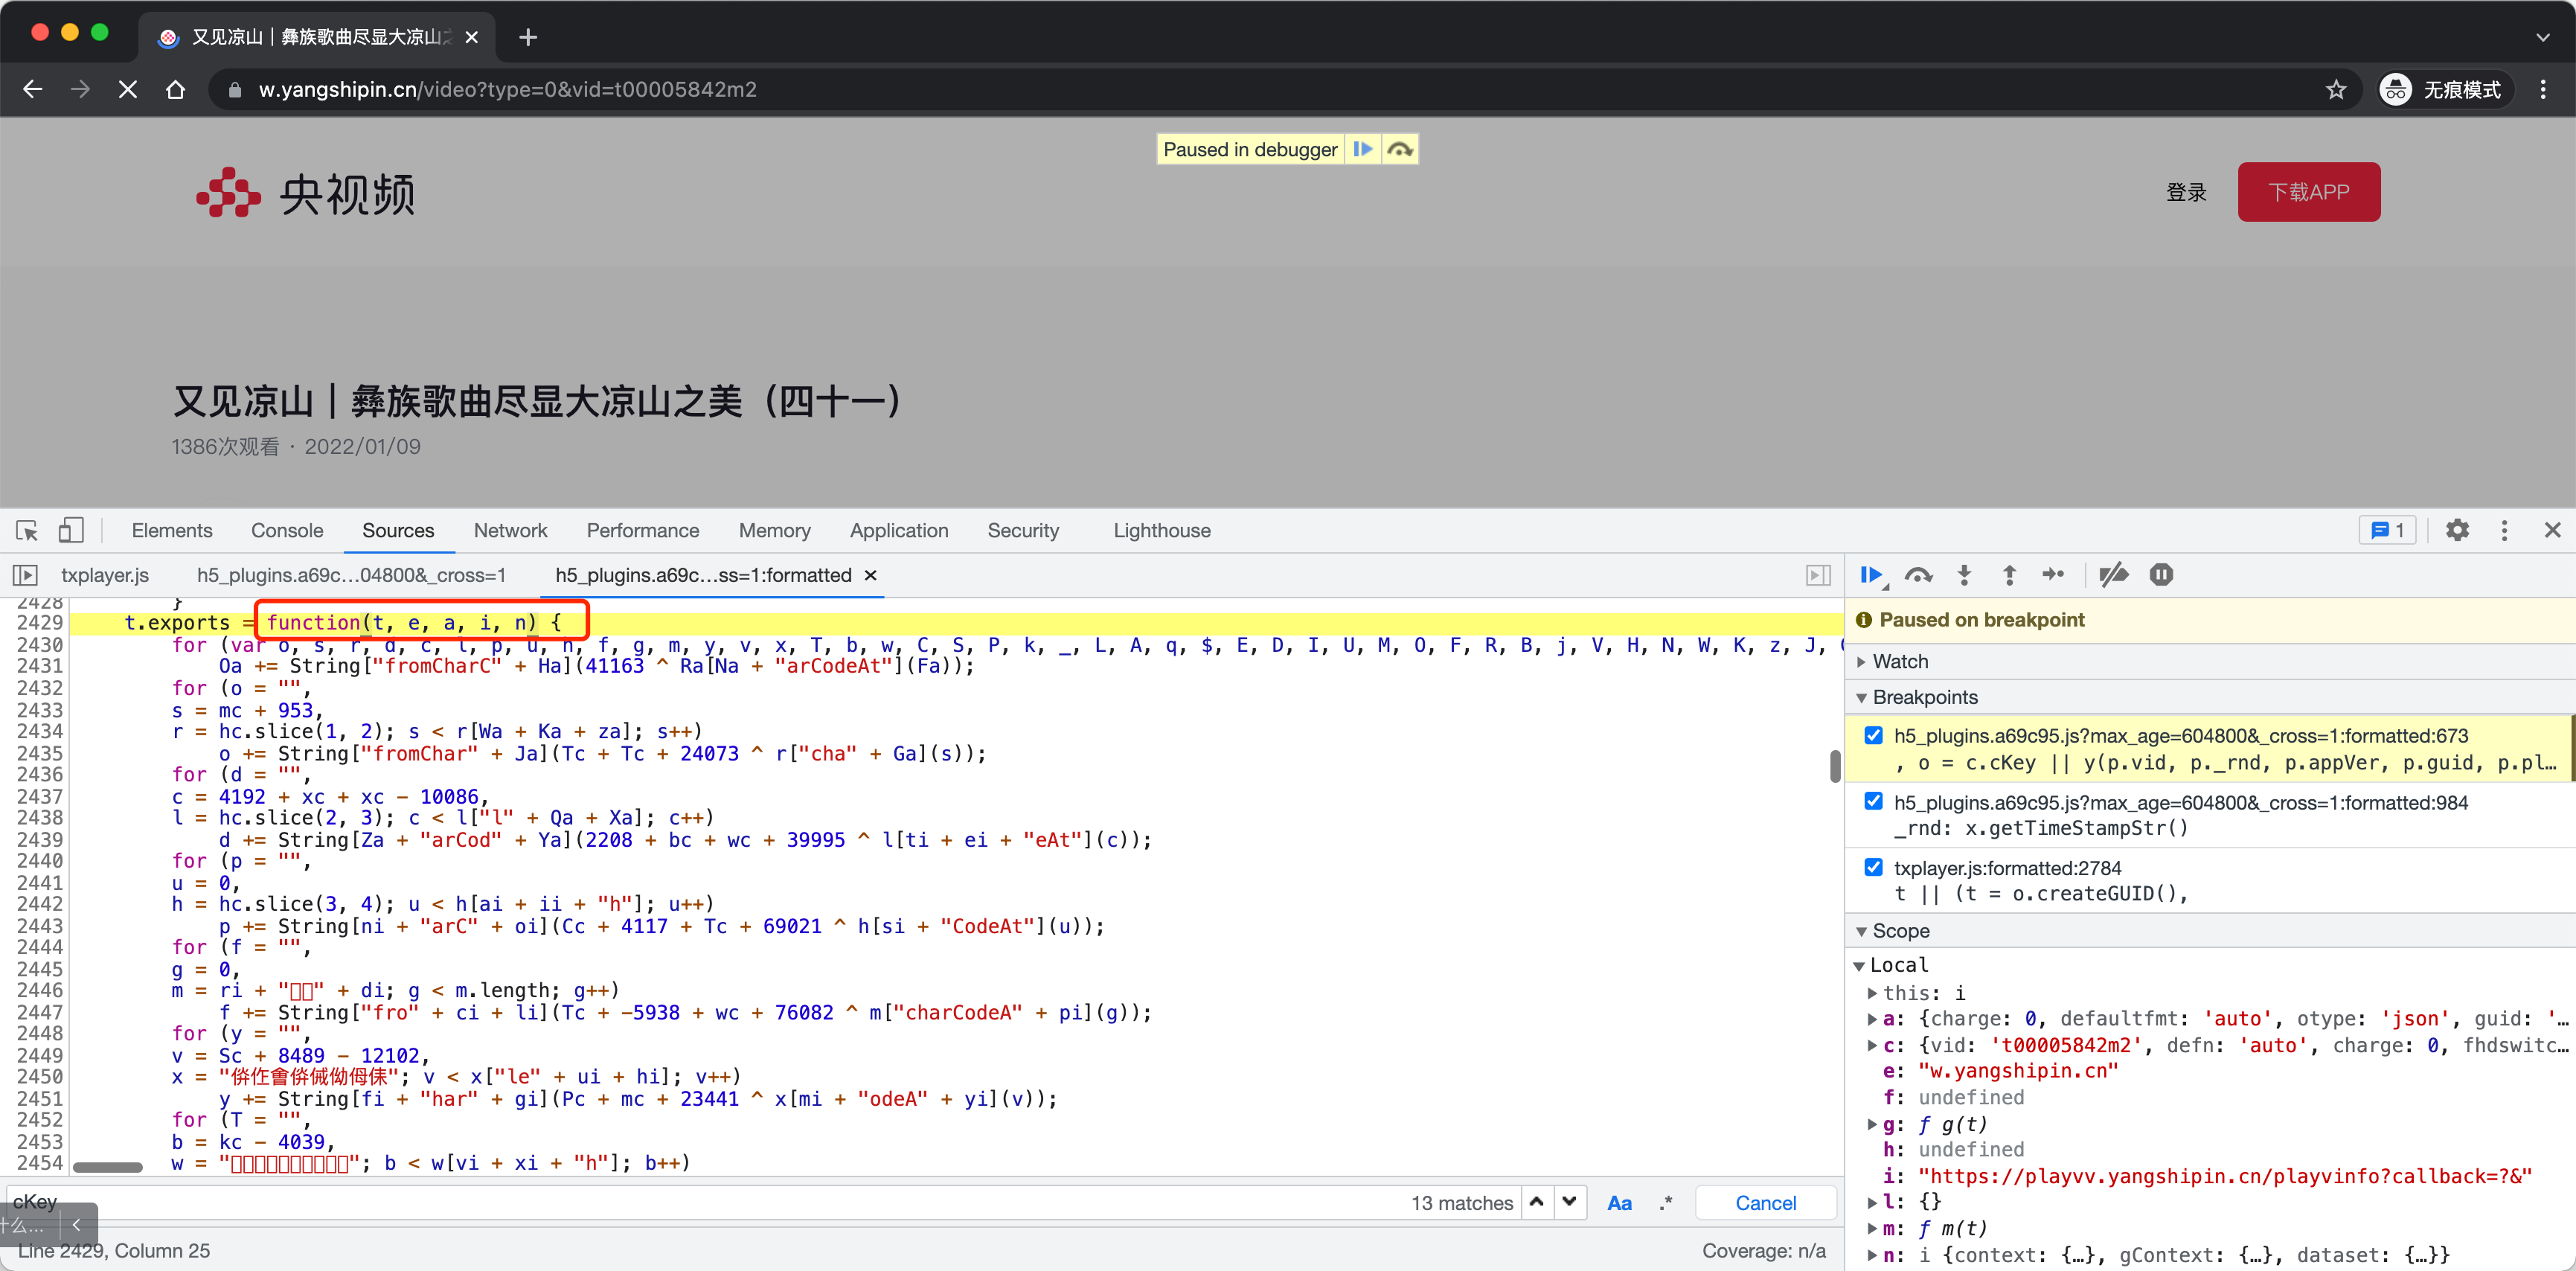 又见凉山｜彝族歌曲尽显大凉山之
w.yangshipin.cn/video?type=0&vid=t00005842m2
无痕模式
Paused in debugger
央视频
登录
下载APP
又见凉山｜彝族歌曲尽显大凉山之美（四十一）
1386次观看 · 2022/01/09
Elements Console Sources Network Performance Memory Application Security Lighthouse
1
txplayer.js h5_plugins.a69c...04800&_cross=1 h5_plugins.a69c...ss=1:formatted
2428 }
2429 t.exports = function(t, e, a, i, n) {
2430 for (var o, s, r, d, c, l, p, u, h, f, g, m, y, v, x, T, b, w, C, S, P, k, _, L, A, q, $, E, D, I, U, M, O, F, R, B, j, V, H, N, W, K, z, J,
2431 Oa += String["fromCharC" + Ha](41163 ^ Ra[Na + "arCodeAt"](Fa));
2432 for (o = "",
2433 s = mc + 953,
2434 r = hc.slice(1, 2); s < r[Wa + Ka + za]; s++)
2435 o += String["fromChar" + Ja](Tc + Tc + 24073 ^ r["cha" + Ga](s));
2436 for (d = "",
2437 c = 4192 + xc + xc - 10086,
2438 l = hc.slice(2, 3); c < l["l" + Qa + Xa]; c++)
2439 d += String[Za + "arCod" + Ya](2208 + bc + wc + 39995 ^ l[ti + ei + "eAt"](c));
2440 for (p = "",
2441 u = 0,
2442 h = hc.slice(3, 4); u < h[ai + ii + "h"]; u++)
2443 p += String[ni + "arC" + oi](Cc + 4117 + Tc + 69021 ^ h[si + "CodeAt"](u));
2444 for (f = "",
2445 g = 0,
2446 m = ri + "▯▯" + di; g < m.length; g++)
2447 f += String["fro" + ci + li](Tc + -5938 + wc + 76082 ^ m["charCodeA" + pi](g));
2448 for (y = "",
2449 v = Sc + 8489 - 12102,
2450 x = "; v < x["le" + ui + hi]; v++)
2451 y += String[fi + "har" + gi](Pc + mc + 23441 ^ x[mi + "odeA" + yi](v));
2452 for (T = "",
2453 b = kc - 4039,
2454 w = "▯▯▯▯▯▯▯▯▯▯"; b < w[vi + xi + "h"]; b++)
cKey
13 matches Aa .* Cancel
什么...
Line 2429, Column 25
Coverage: n/a
Paused on breakpoint
Watch
Breakpoints
h5_plugins.a69c95.js?max_age=604800&_cross=1:formatted:673
, o = c.cKey || y(p.vid, p._rnd, p.appVer, p.guid, p.pl…
h5_plugins.a69c95.js?max_age=604800&_cross=1:formatted:984
_rnd: x.getTimeStampStr()
txplayer.js:formatted:2784
t || (t = o.createGUID(),
Scope
Local
this: i
a: {charge: 0, defaultfmt: 'auto', otype: 'json', guid: '…
c: {vid: 't00005842m2', defn: 'auto', charge: 0, fhdswitc…
e: "w.yangshipin.cn"
f: undefined
g: ƒ g(t)
h: undefined
i: "https://playvv.yangshipin.cn/playvinfo?callback=?&"
l: {}
m: ƒ m(t)
n: i {context: {…}, gContext: {…}, dataset: {…}}